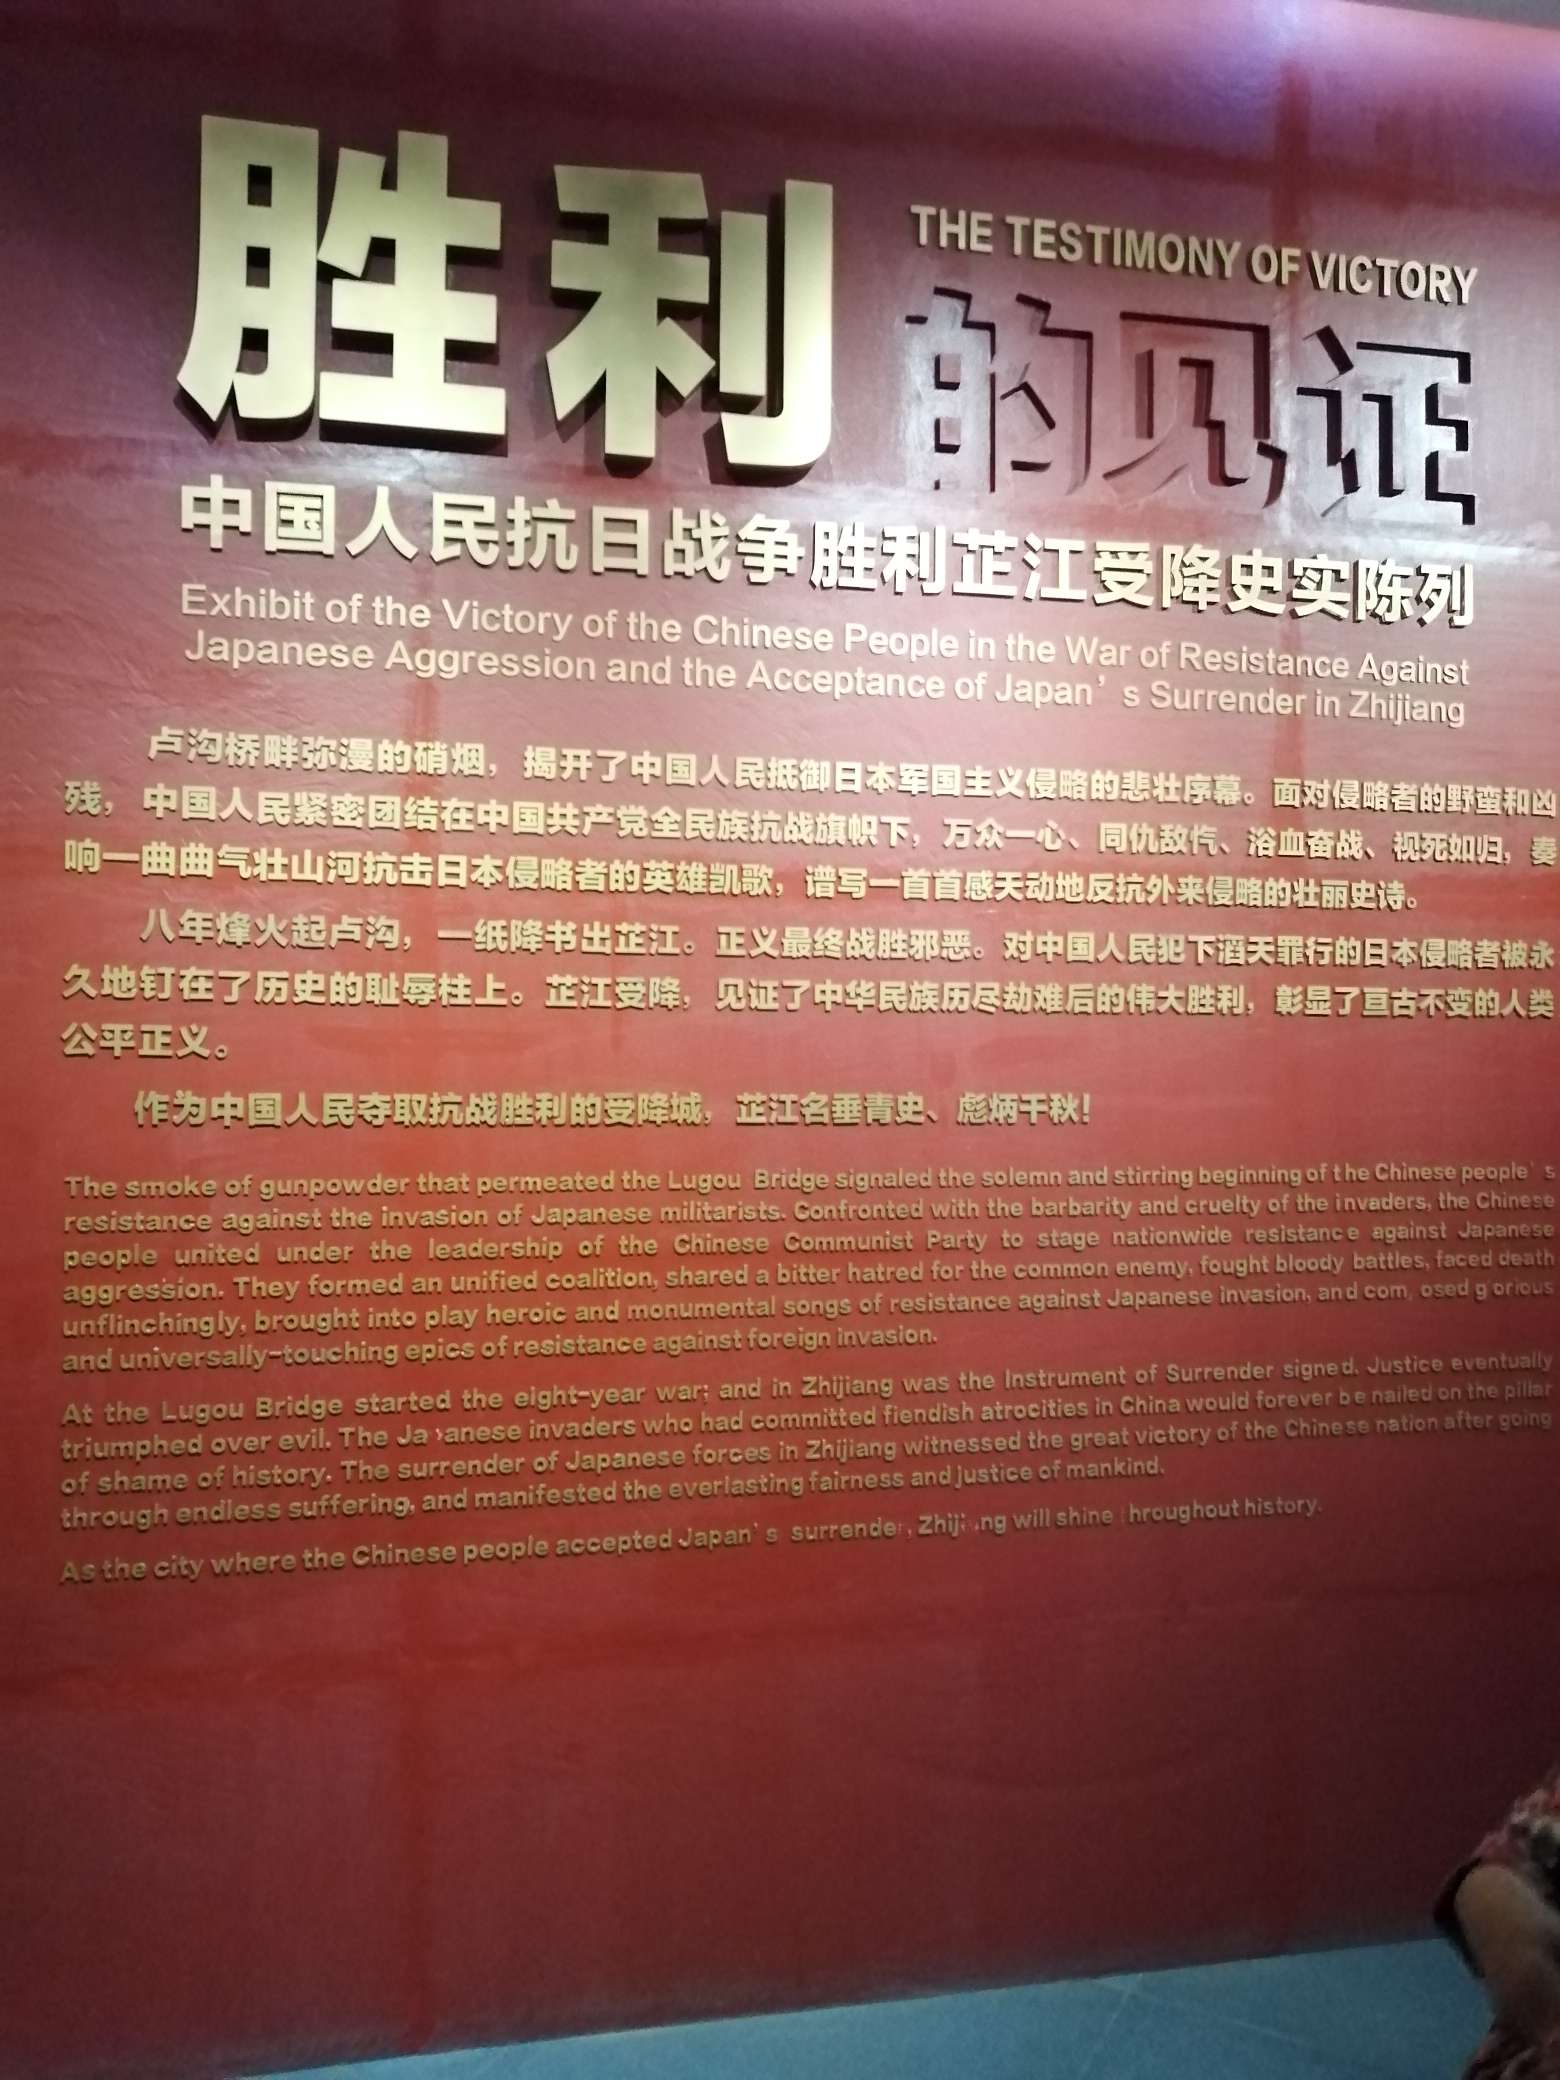 胜利
THE TESTIMONY OF VICTORY
的见证
中国人民抗日战争胜利芷江受降史实陈列
Exhibit of the Victory of the Chinese People in the War of Resistance Against
Japanese Aggression and the Acceptance of Japan's Surrender in Zhijiang
卢沟桥畔弥漫的硝烟，揭开了中国人民抵御日本军国主义侵略的悲壮序幕。面对侵略者的野蛮和凶
残，中国人民紧密团结在中国共产党全民族抗战旗帜下，万众一心、同仇敌忾、浴血奋战、视死如归，奏
响一曲曲气壮山河抗击日本侵略者的英雄凯歌，谱写一首首感天动地反抗外来侵略的壮丽史诗。
八年烽火起卢沟，一纸降书出芷江。正义最终战胜邪恶。对中国人民犯下滔天罪行的日本侵略者被永
久地钉在了历史的耻辱柱上。芷江受降，见证了中华民族历尽劫难后的伟大胜利，彰显了亘古不变的人类
公平正义。
作为中国人民夺取抗战胜利的受降城，芷江名垂青史、彪炳千秋！
The smoke of gunpowder that permeated the Lugou Bridge signaled the solemn and stirring beginning of the Chinese people's
resistance against the invasion of Japanese militarists. Confronted with the barbarity and cruelty of the invaders, the Chinese
people united under the leadership of the Chinese Communist Party to stage nationwide resistance against Japanese
aggression. They formed an unified coalition, shared a bitter hatred for the common enemy, fought bloody battles, faced death
unflinchingly, brought into play heroic and monumental songs of resistance against Japanese invasion, and com osed g orious
and universally-touching epics of resistance against foreign invasion.
At the Lugou Bridge started the eight-year war; and in Zhijiang was the Instrument of Surrender signed. Justice eventually
triumphed over evil. The Ja anese invaders who had committed fiendish atrocities in China would forever be nailed on the pillar
of shame of history. The surrender of Japanese forces in Zhijiang witnessed the great victory of the Chinese nation after going
through endless suffering, and manifested the everlasting fairness and justice of mankind.
As the city where the Chinese people accepted Japan's surrender, Zhij ng will shine throughout history.